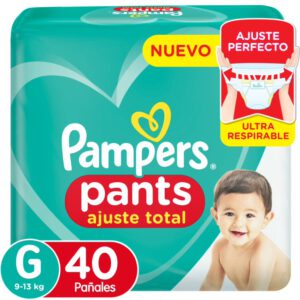 NUEVO
AJUSTE
PERFECTO
ULTRA
RESPIRABLE
Pampers®
pants
ajuste total
G
9-13 kg
40
Pañales